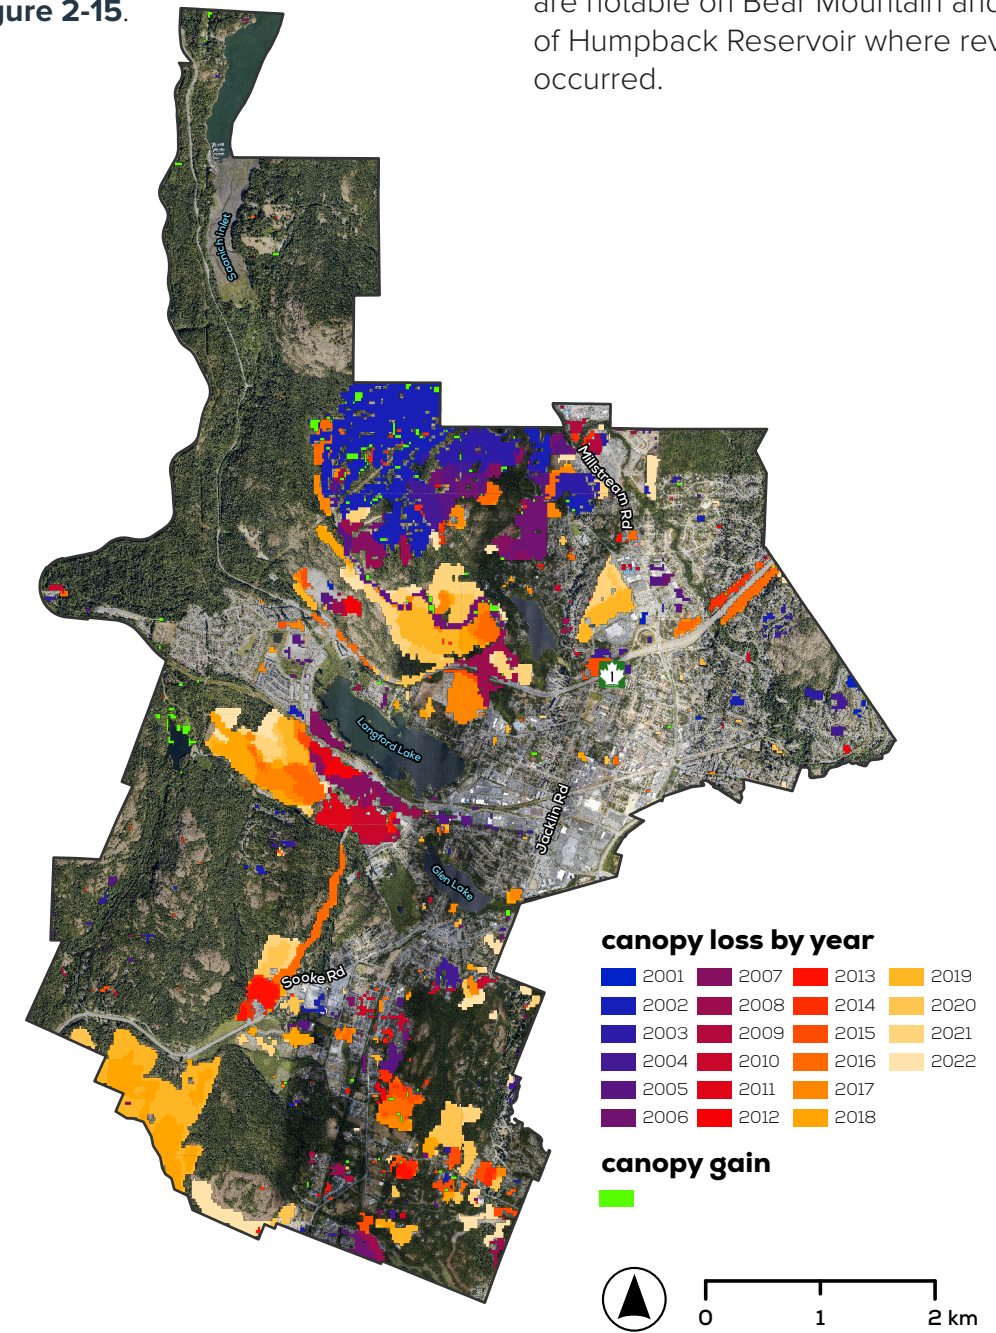 gure 2-15.
are notable on Bear Mountain and
of Humpback Reservoir where rev
occurred.
Saanich Inlet
Millstream Rd
1
Langford Lake
Jacklin Rd
Glen Lake
Sooke Rd
canopy loss by year
2001 2007 2013 2019
2002 2008 2014 2020
2003 2009 2015 2021
2004 2010 2016 2022
2005 2011 2017
2006 2012 2018
canopy gain
0 1 2 km